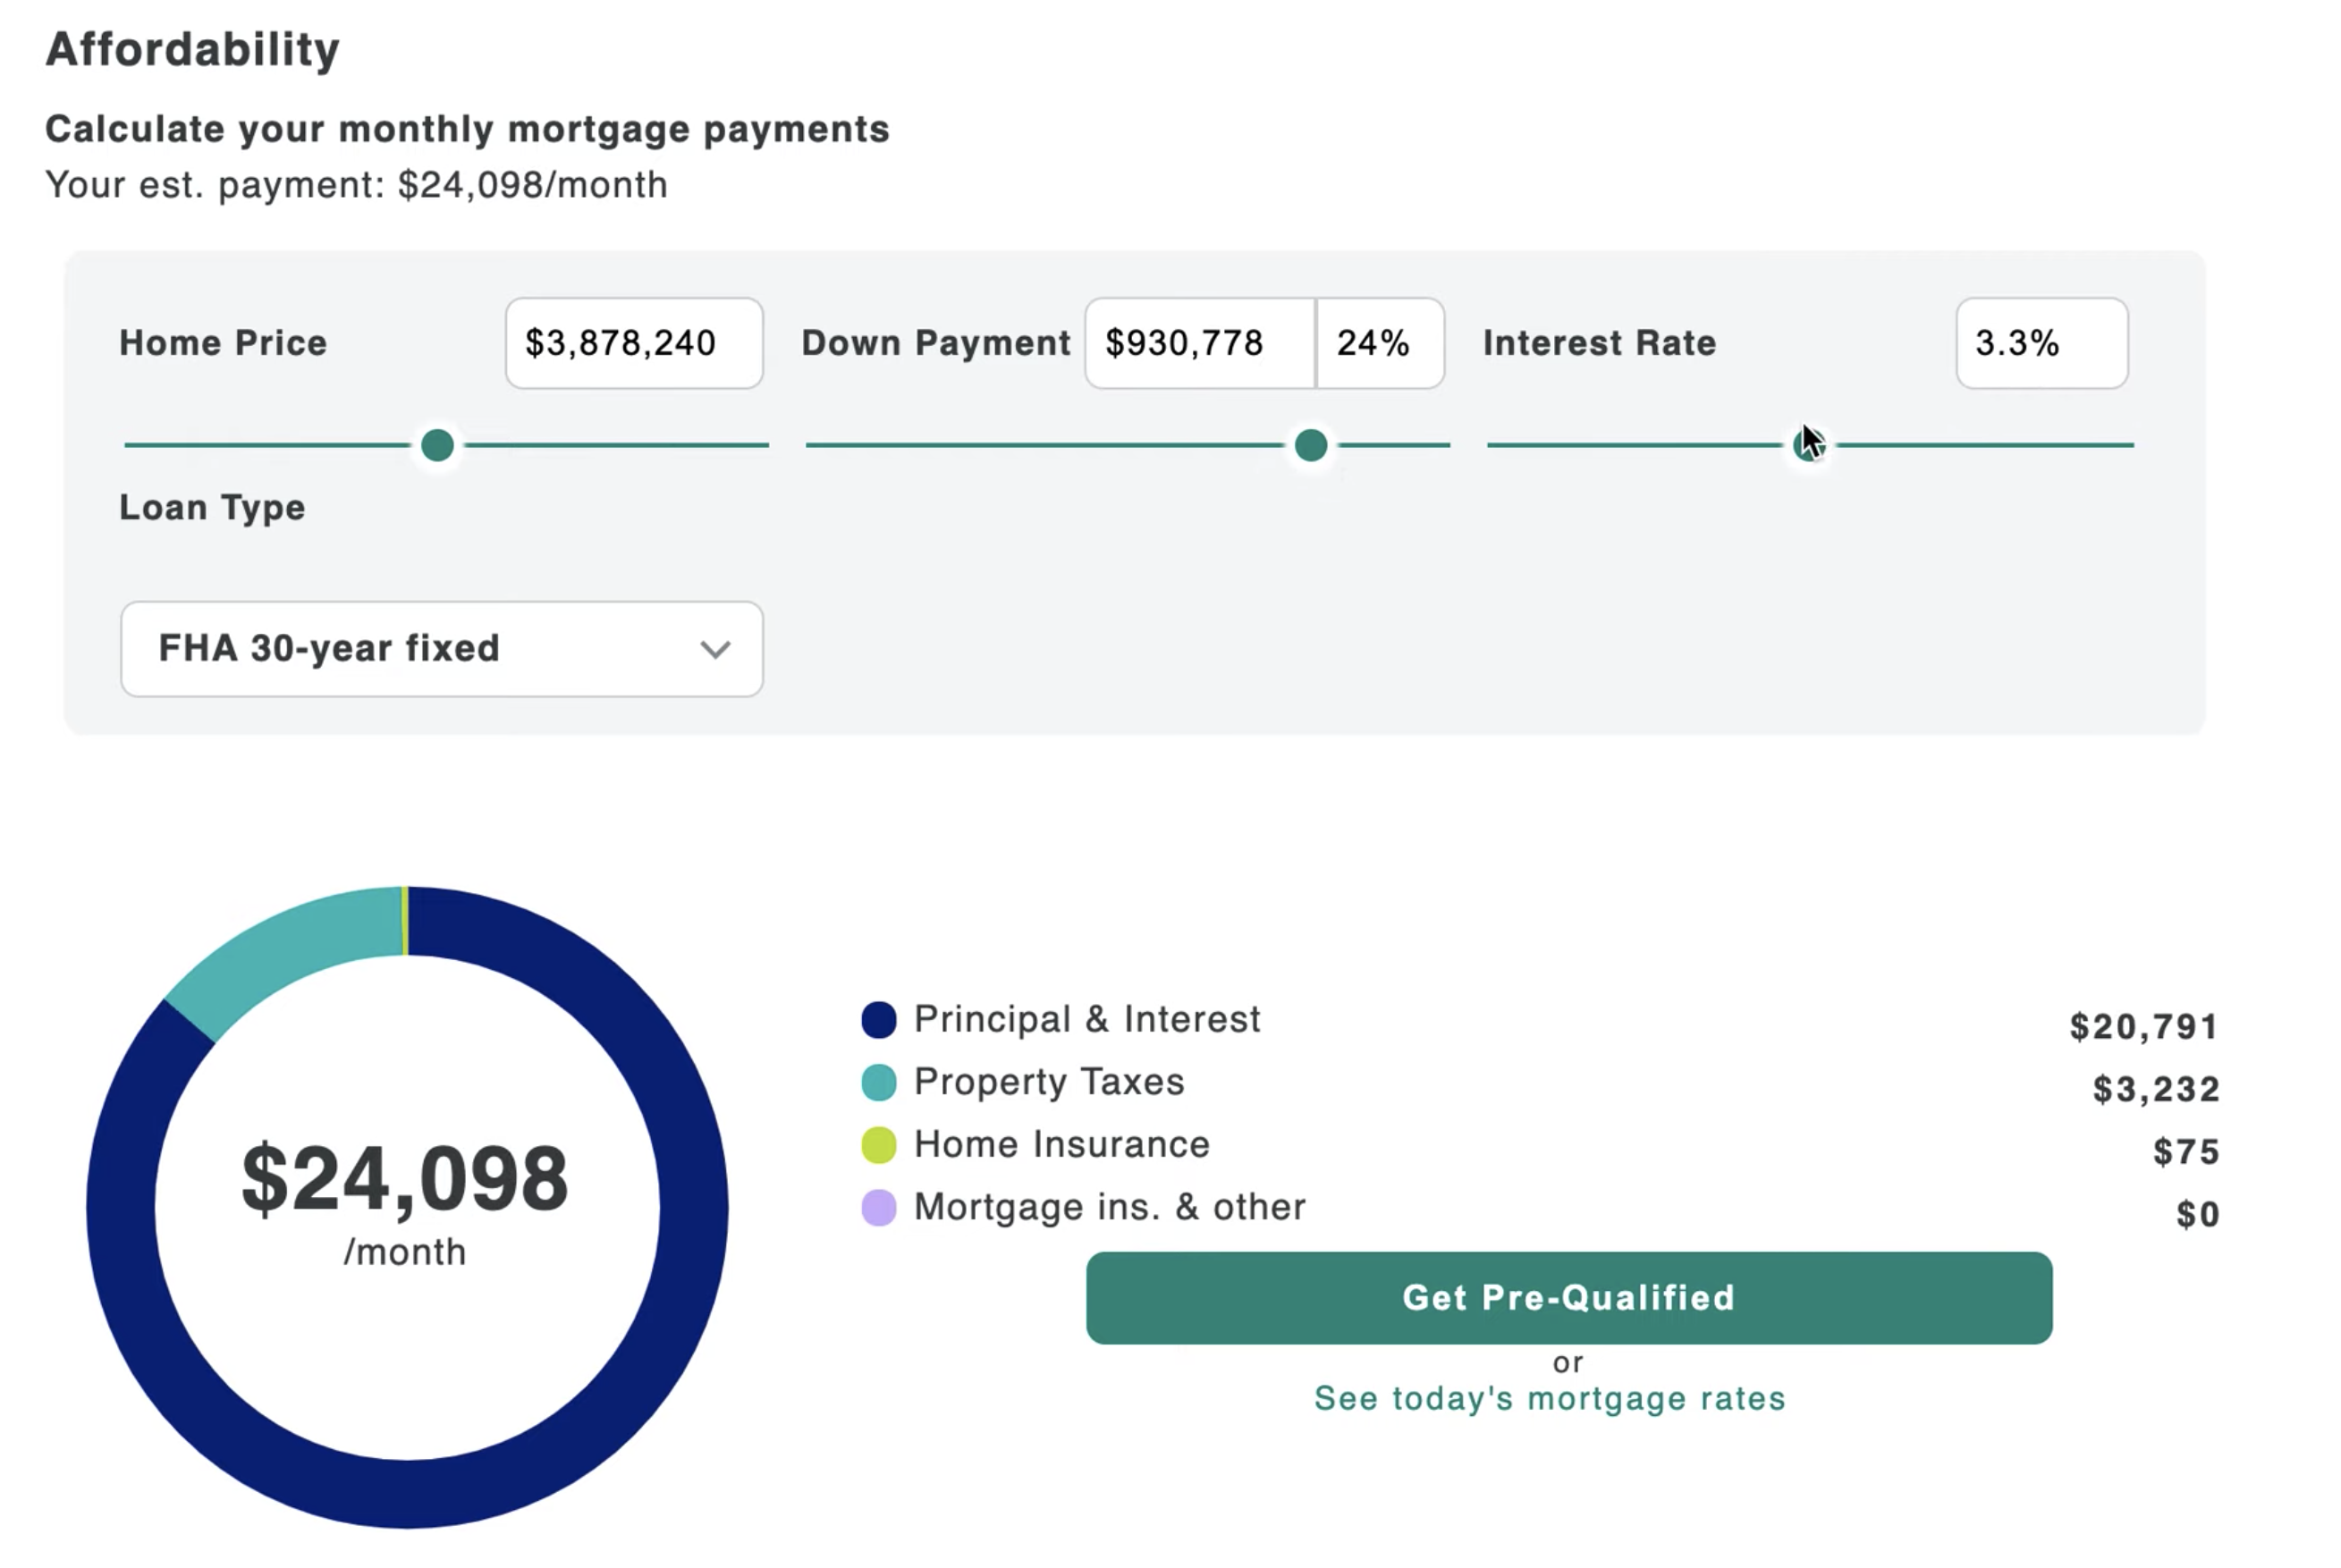 Affordability
Calculate your monthly mortgage payments
Your est. payment: $24,098/month
Home Price $3,878,240 Down Payment $930,778 24% Interest Rate 3.3%
Loan Type
FHA 30-year fixed
$24,098
/month
Principal & Interest $20,791
Property Taxes $3,232
Home Insurance $75
Mortgage ins. & other $0
Get Pre-Qualified
or
See today's mortgage rates